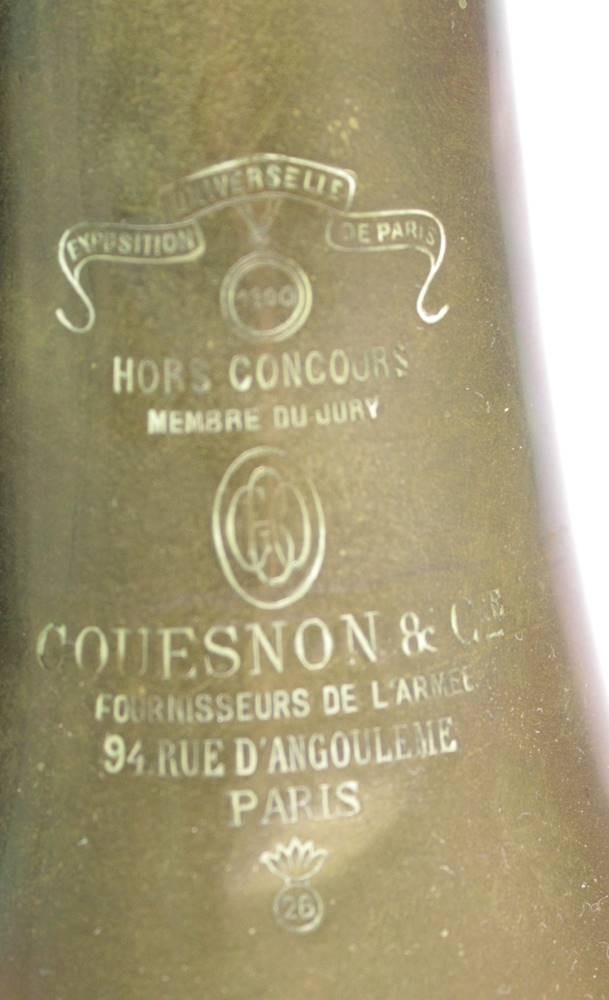 UNIVERSELLE
EXPOSITION DE PARIS
1900
HORS CONCOURS
MEMBRE DU JURY
COUESNON & CIE
FOURNISSEURS DE L'ARMEE
94.RUE D'ANGOULEME
PARIS
26